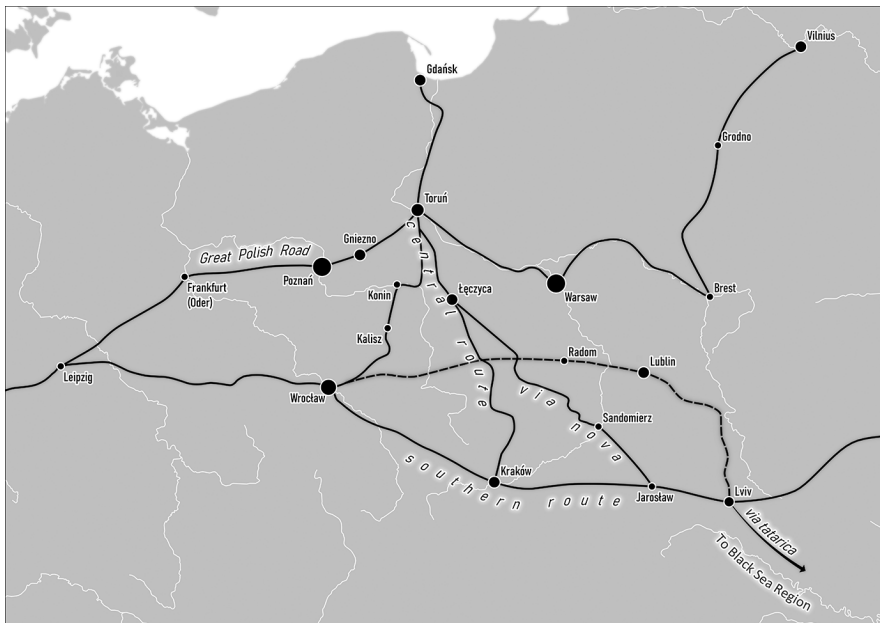 Vilnius
Gdańsk
Grodno
Toruń
Gniezno
Great Polish Road
Poznań
central route
Frankfurt
(Oder)
Konin
Łęczyca
Warsaw
Brest
Kalisz
Radom
Lublin
Leipzig
Wrocław
via nova
Sandomierz
southern route
Kraków
Jarosław
Lviv
via tatarica
To Black Sea Region